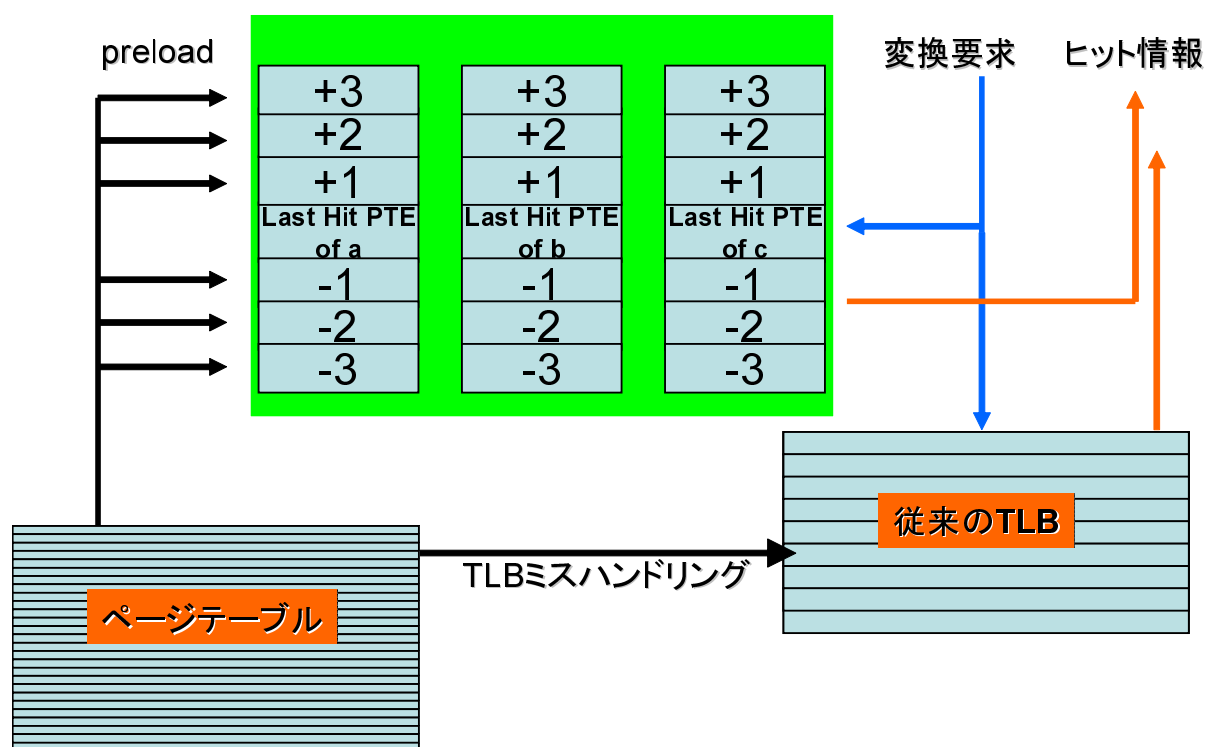 preload
変換要求
ヒット情報
+3
+2
+1
Last Hit PTE
of a
-1
-2
-3
+3
+2
+1
Last Hit PTE
of b
-1
-2
-3
+3
+2
+1
Last Hit PTE
of c
-1
-2
-3
従来のTLB
TLBミスハンドリング
ページテーブル